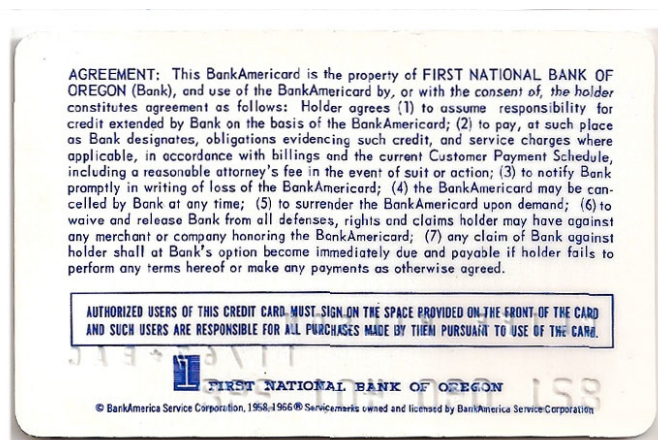 AGREEMENT: This BankAmericard is the property of FIRST NATIONAL BANK OF
OREGON (Bank), and use of the BankAmericard by, or with the consent of, the holder
constitutes agreement as follows: Holder agrees (1) to assume responsibility for
credit extended by Bank on the basis of the BankAmericard; (2) to pay, at such place
as Bank designates, obligations evidencing such credit, and service charges where
applicable, in accordance with billings and the current Customer Payment Schedule,
including a reasonable attorney's fee in the event of suit or action; (3) to notify Bank
promptly in writing of loss of the BankAmericard; (4) the BankAmericard may be can-
celled by Bank at any time; (5) to surrender the BankAmericard upon demand; (6) to
waive and release Bank from all defenses, rights and claims holder may have against
any merchant or company honoring the BankAmericard; (7) any claim of Bank against
holder shall at Bank's option become immediately due and payable if holder fails to
perform any terms hereof or make any payments as otherwise agreed.
AUTHORIZED USERS OF THIS CREDIT CARD MUST SIGN ON THE SPACE PROVIDED ON THE FRONT OF THE CARD
AND SUCH USERS ARE RESPONSIBLE FOR ALL PURCHASES MADE BY THEM PURSUANT TO USE OF THE CARD.
1 FIRST NATIONAL BANK OF OREGON
© BankAmerica Service Corporation, 1958, 1966 ® Servicemarks owned and licensed by BankAmerica Service Corporation